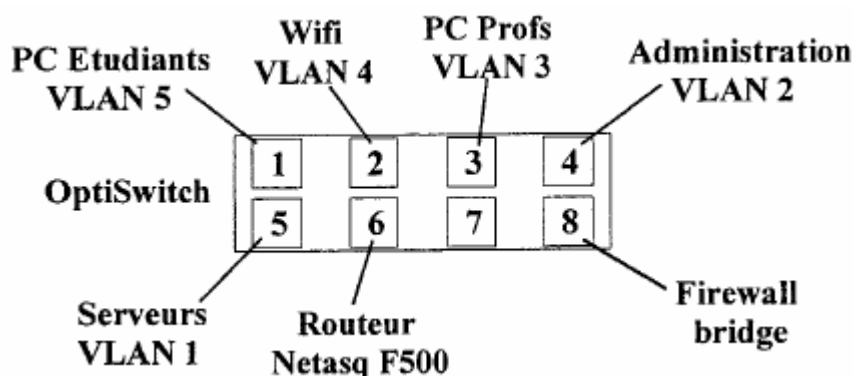 PC Etudiants
VLAN 5
Wifi
VLAN 4
PC Profs
VLAN 3
Administration
VLAN 2
OptiSwitch
1 2 3 4
5 6 7 8
Serveurs
VLAN 1
Routeur
Netasq F500
Firewall
bridge